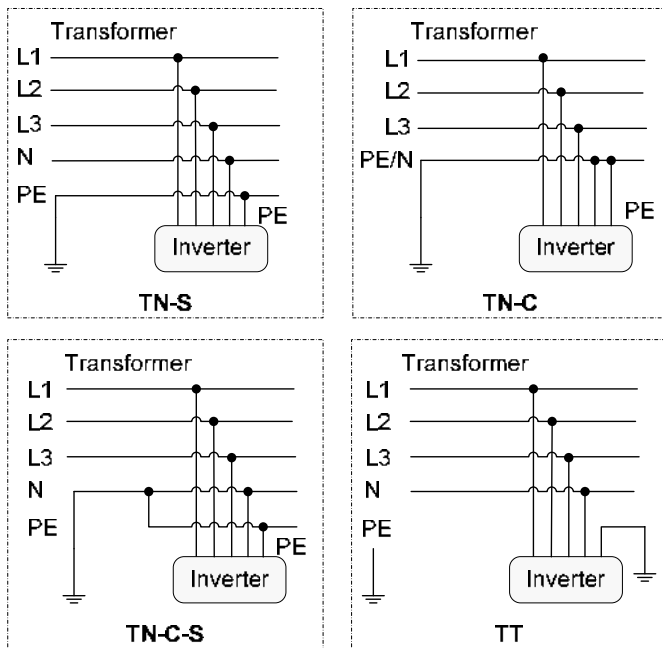 Transformer
L1
L2
L3
N
PE
PE
Inverter
TN-S
Transformer
L1
L2
L3
PE/N
PE
Inverter
TN-C
Transformer
L1
L2
L3
N
PE
PE
Inverter
TN-C-S
Transformer
L1
L2
L3
N
PE
Inverter
TT